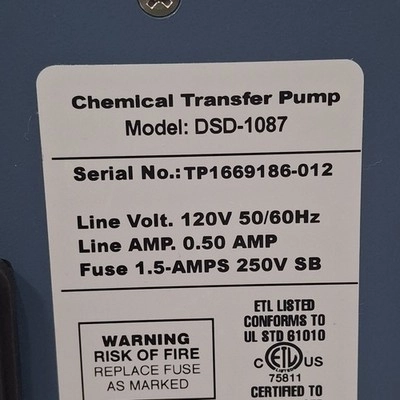 Chemical Transfer Pump
Model: DSD-1087
Serial No.: TP1669186-012
Line Volt. 120V 50/60Hz
Line AMP. 0.50 AMP
Fuse 1.5-AMPS 250V SB
WARNING
RISK OF FIRE
REPLACE FUSE
AS MARKED
ETL LISTED
CONFORMS TO
UL STD 61010
C ETL US
LISTED
75811
CERTIFIED TO